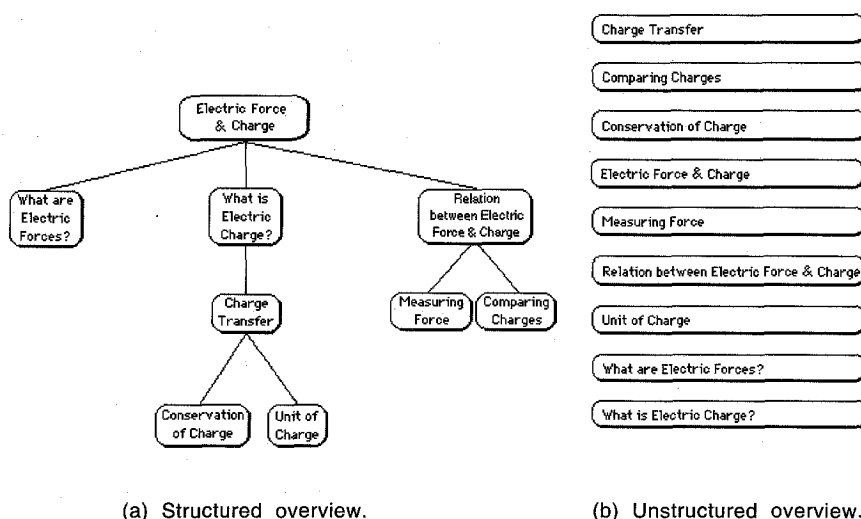 Electric Force
& Charge
What are
Electric
Forces?
What is
Electric
Charge?
Relation
between Electric
Force & Charge
Charge
Transfer
Measuring
Force
Comparing
Charges
Conservation
of Charge
Unit of
Charge
(a) Structured overview.
Charge Transfer
Comparing Charges
Conservation of Charge
Electric Force & Charge
Measuring Force
Relation between Electric Force & Charge
Unit of Charge
What are Electric Forces?
What is Electric Charge?
(b) Unstructured overview.